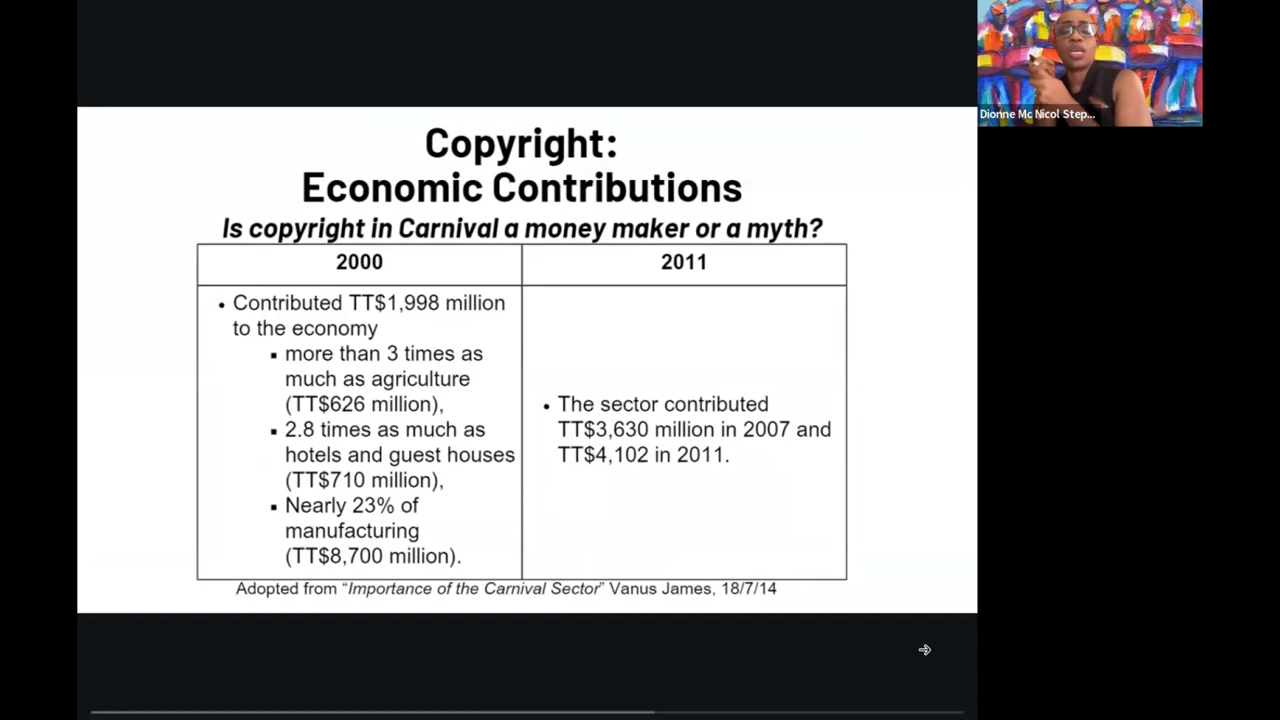 Copyright:
Economic Contributions
Is copyright in Carnival a money maker or a myth?
2000
2011
• Contributed TT$1,998 million
to the economy
▪ more than 3 times as
much as agriculture
(TT$626 million),
▪ 2.8 times as much as
hotels and guest houses
(TT$710 million),
▪ Nearly 23% of
manufacturing
(TT$8,700 million).
• The sector contributed
TT$3,630 million in 2007 and
TT$4,102 in 2011.
Adopted from “Importance of the Carnival Sector” Vanus James, 18/7/14
Dionne Mc Nicol Step...